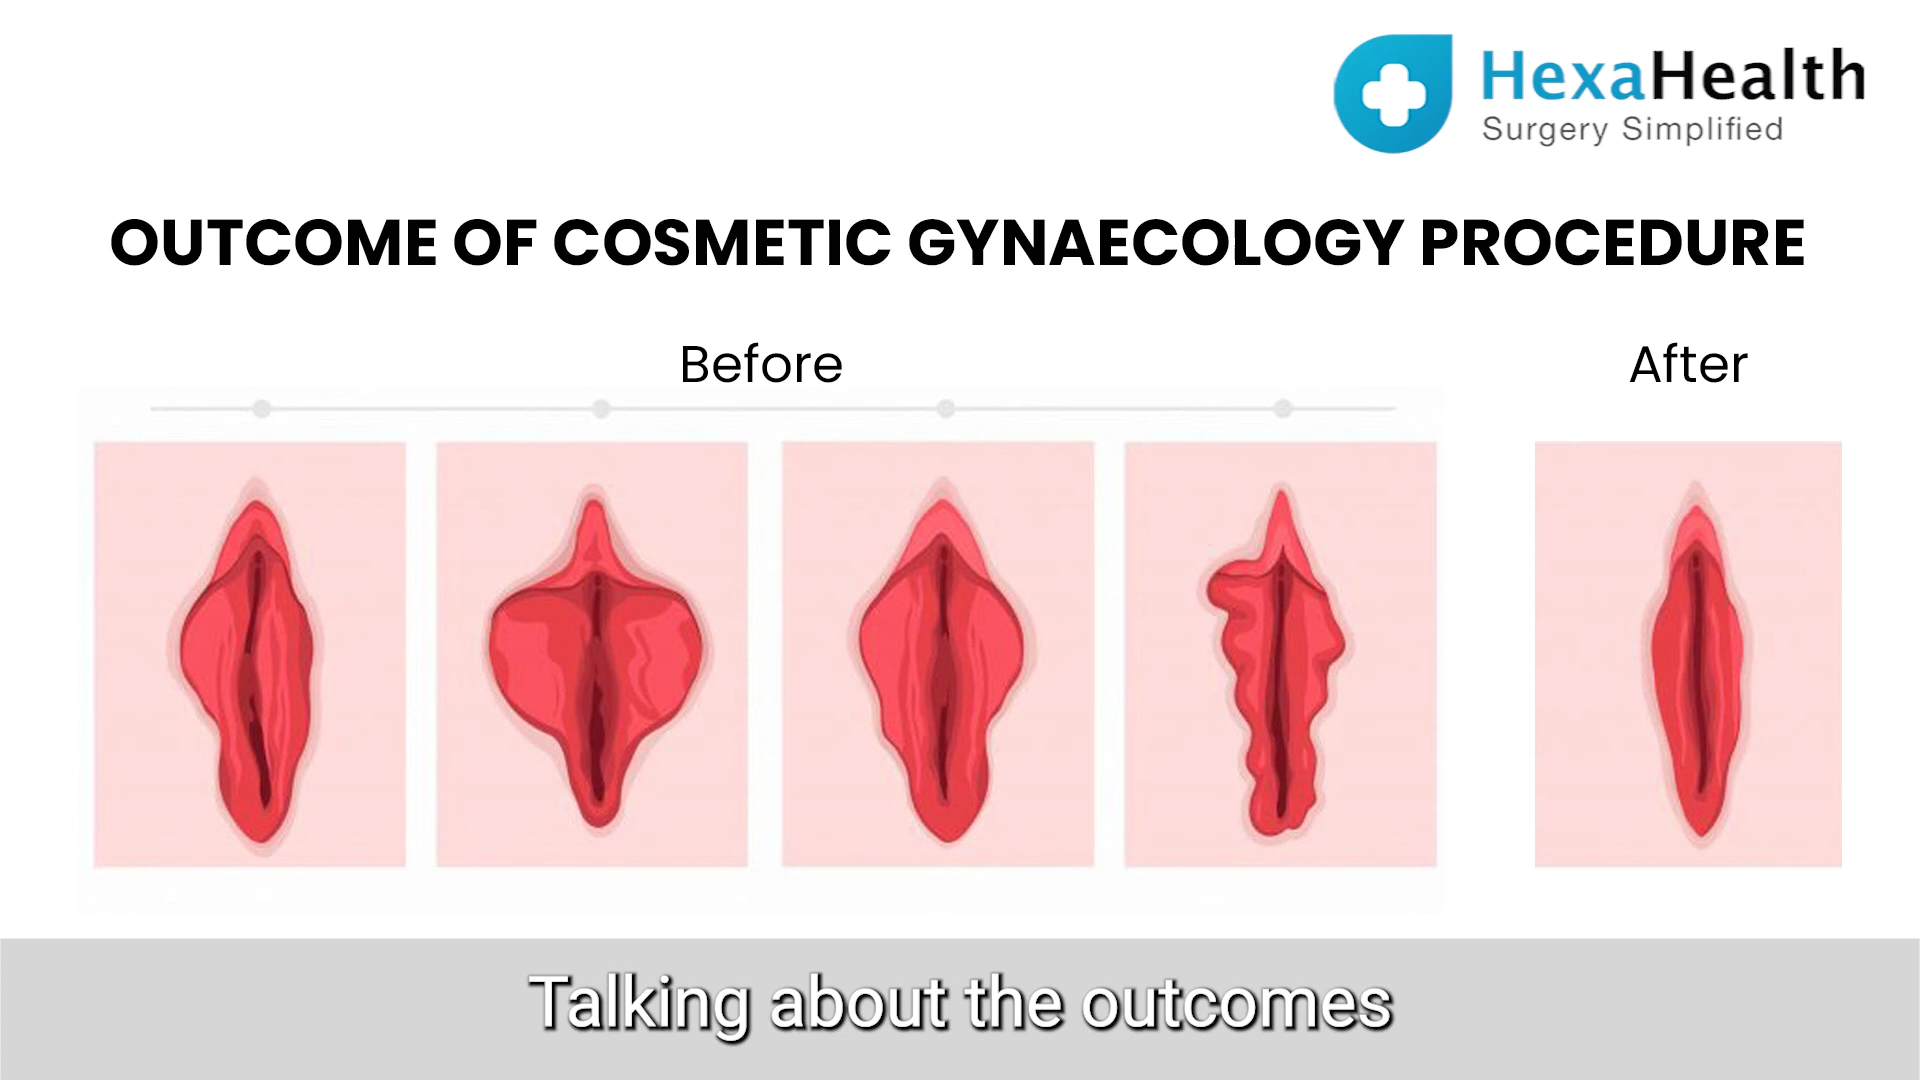 HexaHealth
Surgery Simplified
OUTCOME OF COSMETIC GYNAECOLOGY PROCEDURE
Before
After
Talking about the outcomes